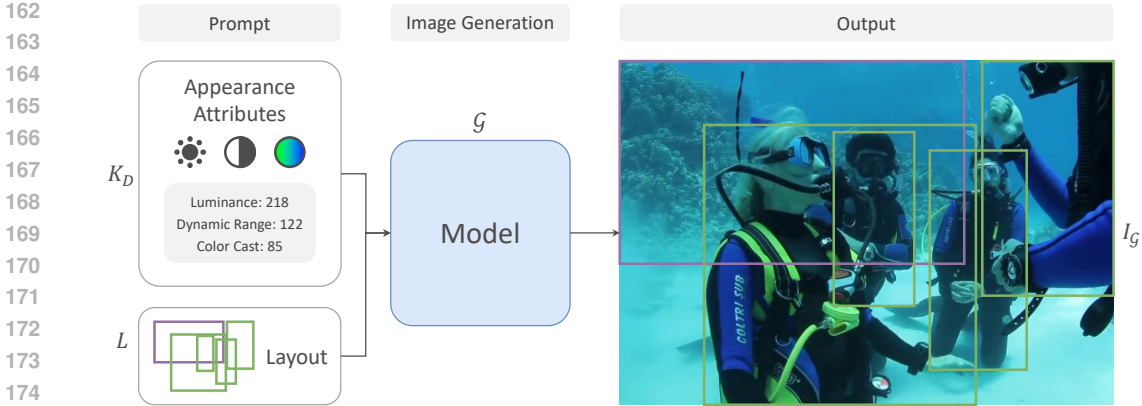 162
163
164
165
166
167
168
169
170
171
172
173
174
Prompt
Image Generation
Output
Appearance
Attributes
K_D
Luminance: 218
Dynamic Range: 122
Color Cast: 85
L
Layout
𝒢
Model
COLTRI SUB
I_𝒢